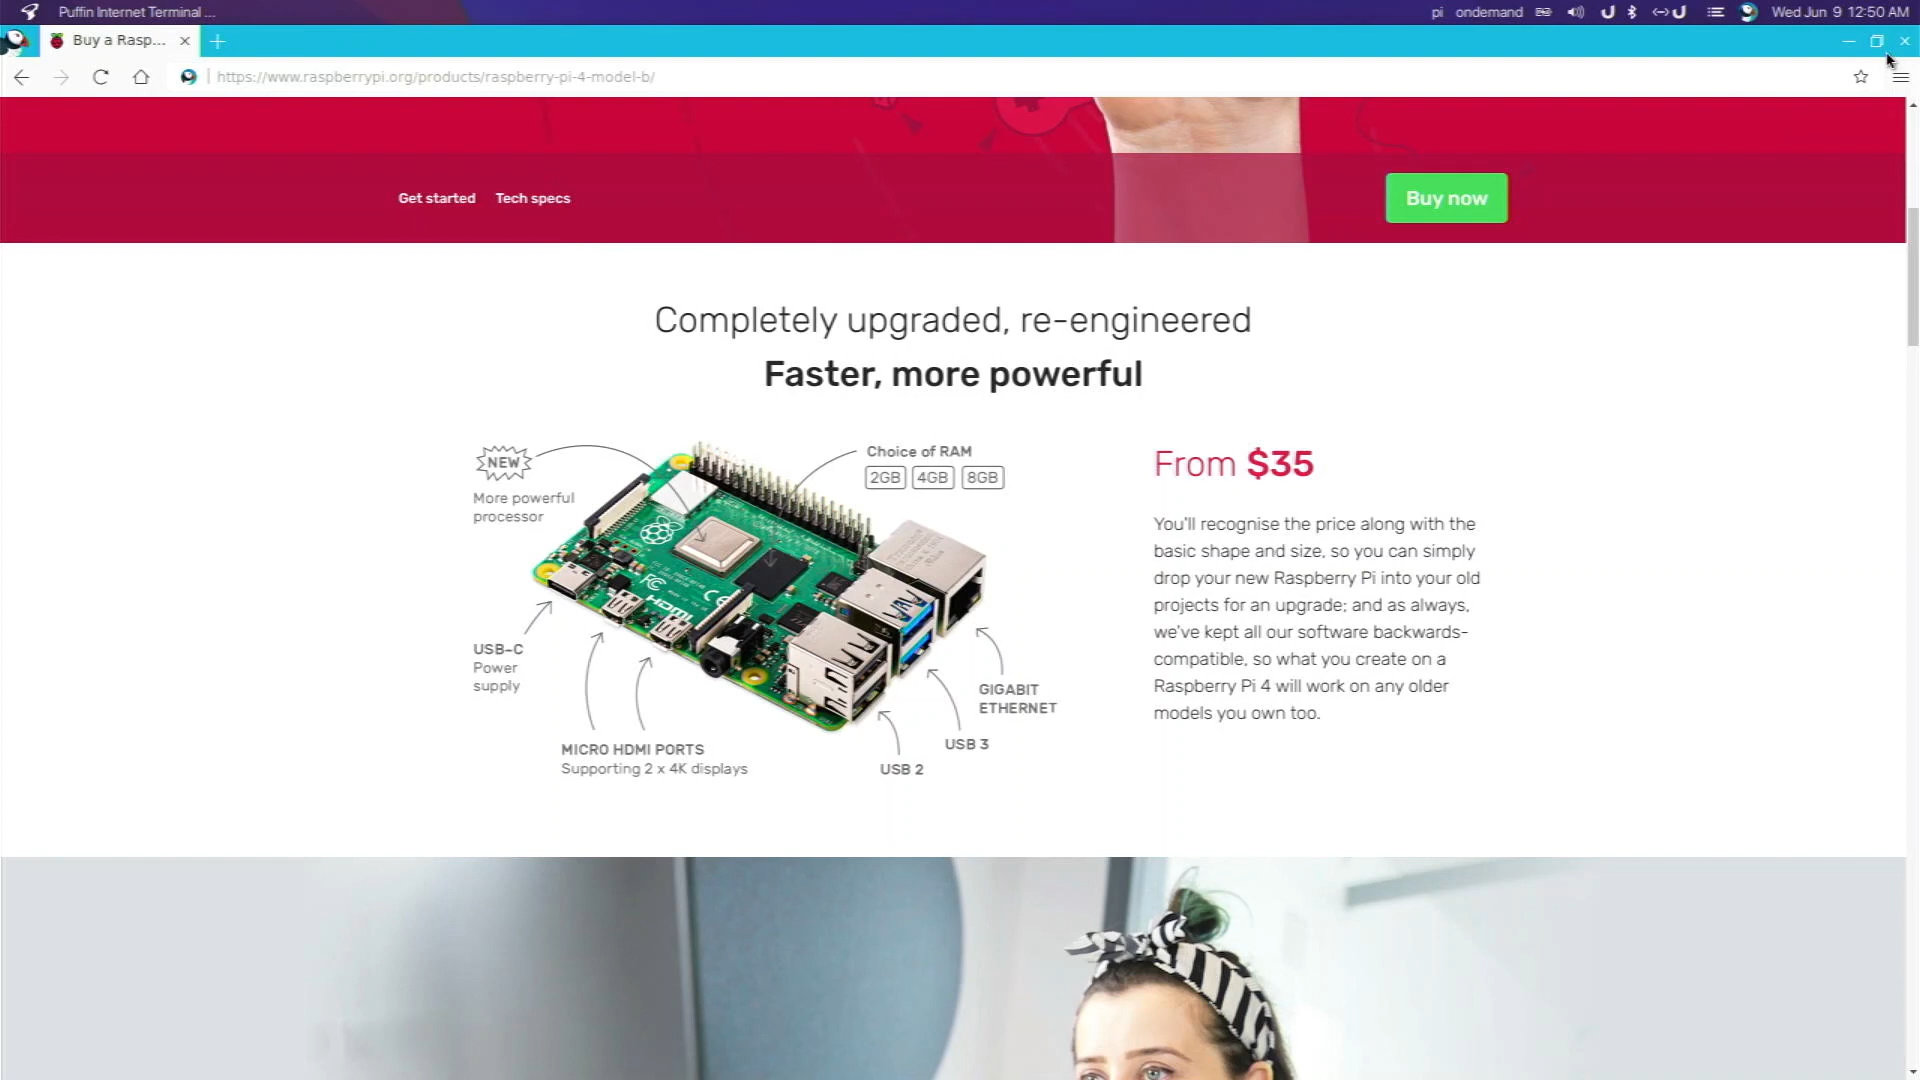 Puffin Internet Terminal ...
pi ondemand Wed Jun 9 12:50 AM
Buy a Rasp...
https://www.raspberrypi.org/products/raspberry-pi-4-model-b/
Get started Tech specs
Buy now
Completely upgraded, re-engineered
Faster, more powerful
NEW
More powerful
processor
Choice of RAM
2GB 4GB 8GB
FC CE
HDMI
USB-C
Power
supply
MICRO HDMI PORTS
Supporting 2 x 4K displays
USB 2
USB 3
GIGABIT
ETHERNET
From $35
You'll recognise the price along with the
basic shape and size, so you can simply
drop your new Raspberry Pi into your old
projects for an upgrade; and as always,
we've kept all our software backwards-
compatible, so what you create on a
Raspberry Pi 4 will work on any older
models you own too.